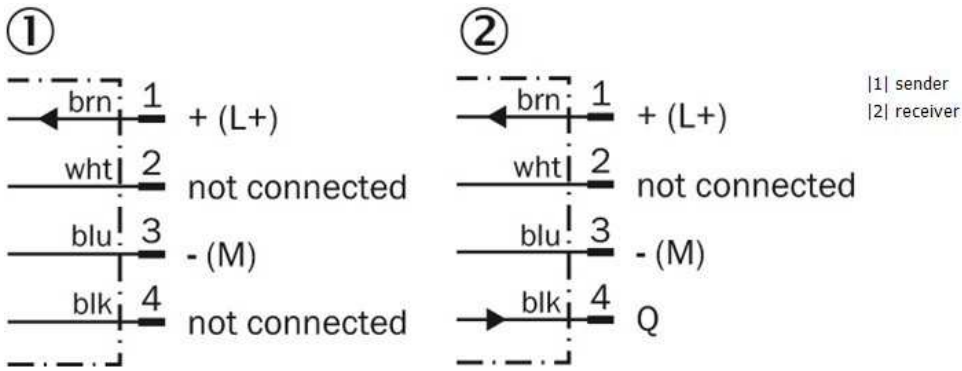 ① ②
brn 1 + (L+)
wht 2 not connected
blu 3 - (M)
blk 4 not connected
brn 1 + (L+)
wht 2 not connected
blu 3 - (M)
blk 4 Q
|1| sender
|2| receiver